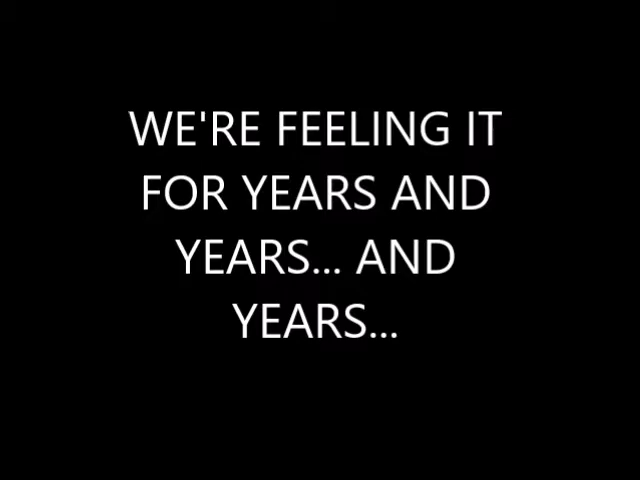 WE'RE FEELING IT
FOR YEARS AND
YEARS... AND
YEARS...